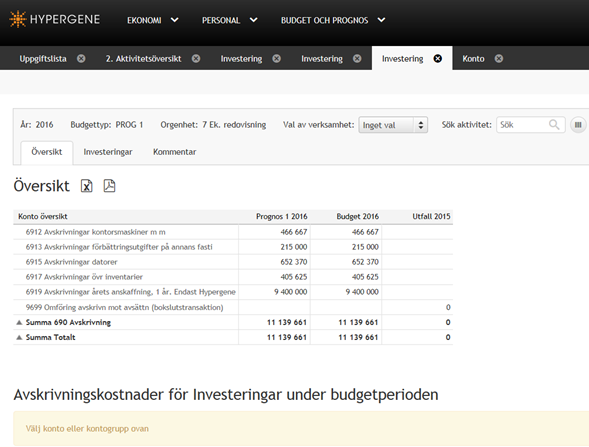 HYPERGENE EKONOMI PERSONAL BUDGET OCH PROGNOS
Uppgiftslista 2. Aktivitetsöversikt Investering Investering Investering Konto
År: 2016 Budgettyp: PROG 1 Orgenhet: 7 Ek. redovisning Val av verksamhet: Inget val Sök aktivitet: Sök
Översikt Investeringar Kommentar
Översikt
Konto översikt Prognos 1 2016 Budget 2016 Utfall 2015
6912 Avskrivningar kontorsmaskiner m m 466 667 466 667
6913 Avskrivningar förbättringsutgifter på annans fasti 215 000 215 000
6915 Avskrivningar datorer 652 370 652 370
6917 Avskrivningar övr inventarier 405 625 405 625
6919 Avskrivningar årets anskaffning, 1 år. Endast Hypergene 9 400 000 9 400 000
9699 Omföring avskrivn mot avsättn (bokslutstransaktion) 0
Summa 690 Avskrivning 11 139 661 11 139 661 0
Summa Totalt 11 139 661 11 139 661 0
Avskrivningskostnader för Investeringar under budgetperioden
Välj konto eller kontogrupp ovan